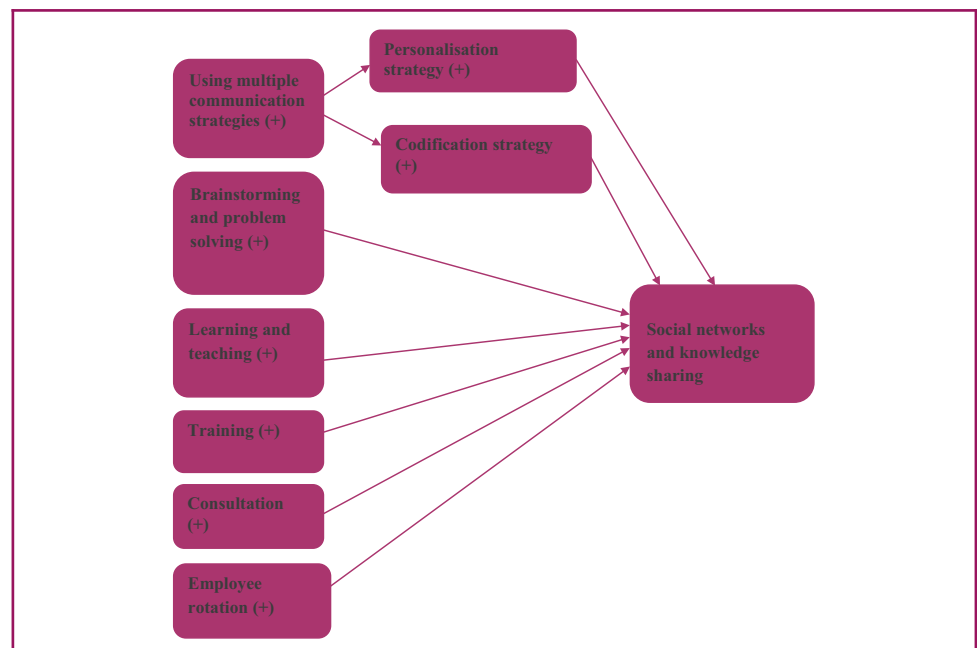 Using multiple
communication
strategies (+)
Personalisation
strategy (+)
Codification strategy
(+)
Brainstorming
and problem
solving (+)
Learning and
teaching (+)
Training (+)
Consultation
(+)
Employee
rotation (+)
Social networks
and knowledge
sharing